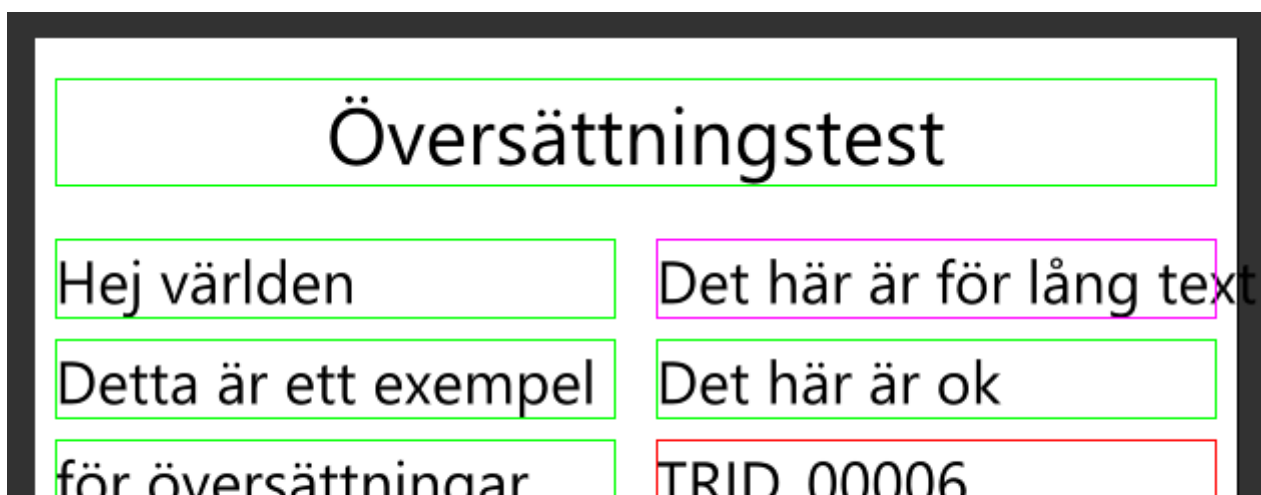 Översättningstest
Hej världen
Det här är för lång text
Detta är ett exempel
Det här är ok
för översättningar
TRID_00006